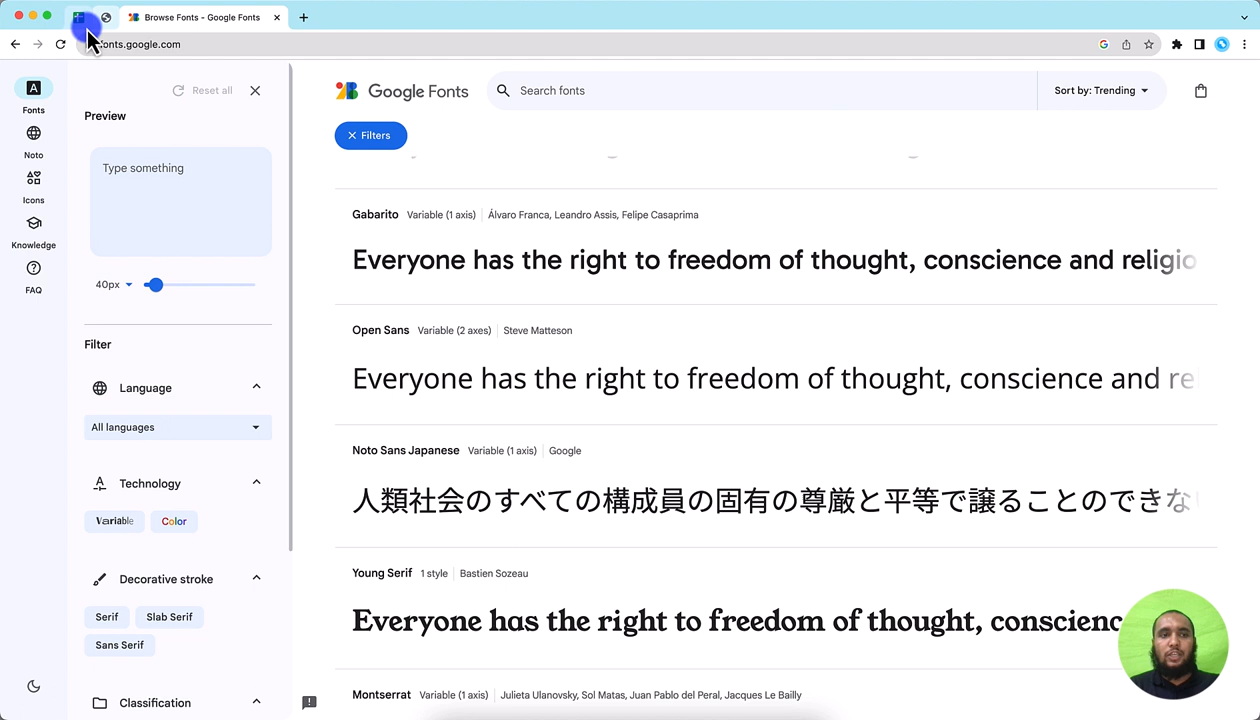 Browse Fonts - Google Fonts
fonts.google.com
Fonts
Noto
Icons
Knowledge
FAQ
Reset all
Preview
Type something
40px
Filter
Language
All languages
Technology
Variable
Color
Decorative stroke
Serif
Slab Serif
Sans Serif
Classification
Google Fonts
Search fonts
Sort by: Trending
Filters
Gabarito Variable (1 axis) Álvaro Franca, Leandro Assis, Felipe Casaprima
Everyone has the right to freedom of thought, conscience and religio
Open Sans Variable (2 axes) Steve Matteson
Everyone has the right to freedom of thought, conscience and re
Noto Sans Japanese Variable (1 axis) Google
人類社会のすべての構成員の固有の尊厳と平等で譲ることのできな
Young Serif 1 style Bastien Sozeau
Everyone has the right to freedom of thought, conscienc
Montserrat Variable (1 axis) Julieta Ulanovsky, Sol Matas, Juan Pablo del Peral, Jacques Le Bailly